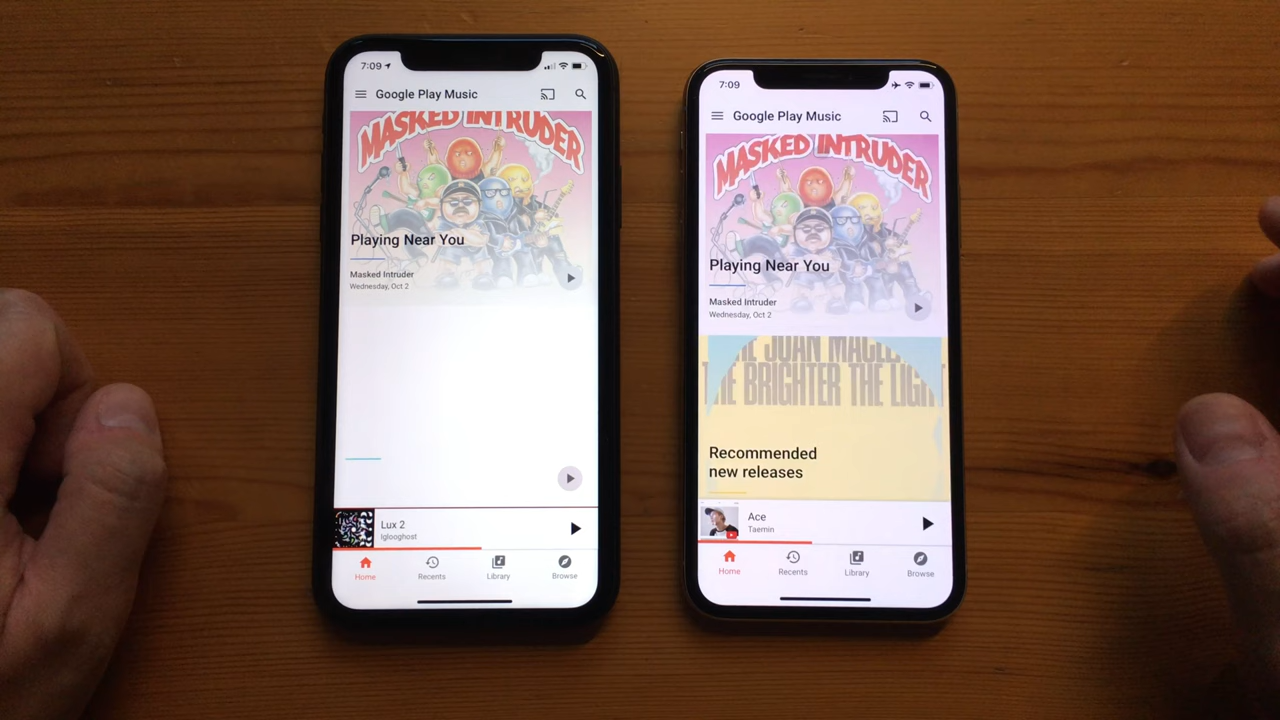 7:09
Google Play Music
MASKED INTRUDER
Playing Near You
Masked Intruder
Wednesday, Oct 2
Lux 2
Iglooghost
Home
Recents
Library
Browse
7:09
Google Play Music
MASKED INTRUDER
Playing Near You
Masked Intruder
Wednesday, Oct 2
THE BRIGHTER THE
Recommended
new releases
Ace
Taemin
Home
Recents
Library
Browse